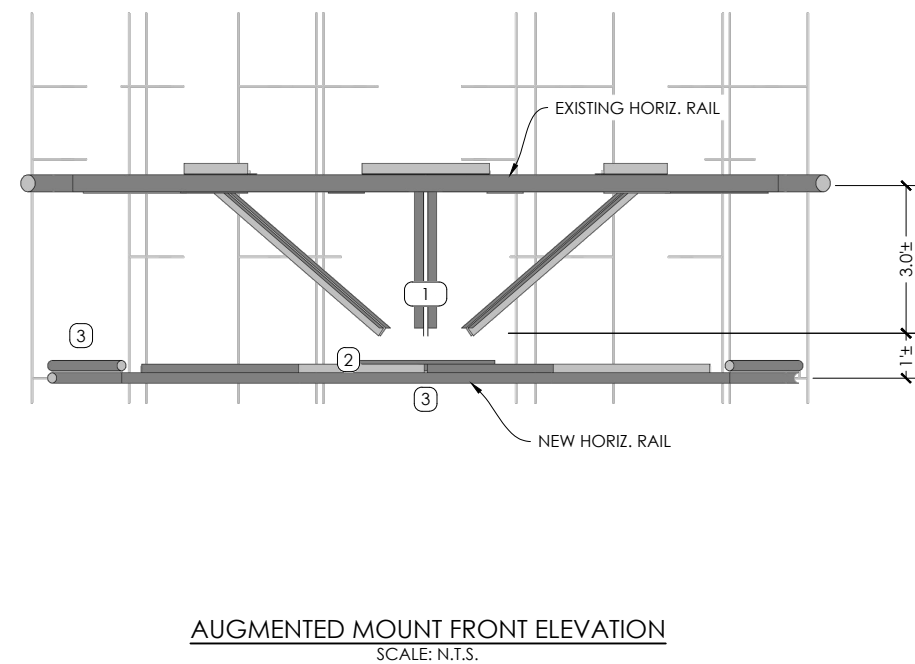 EXISTING HORIZ. RAIL
3.0'±
1
3
2
1'±
3
NEW HORIZ. RAIL
AUGMENTED MOUNT FRONT ELEVATION
SCALE: N.T.S.